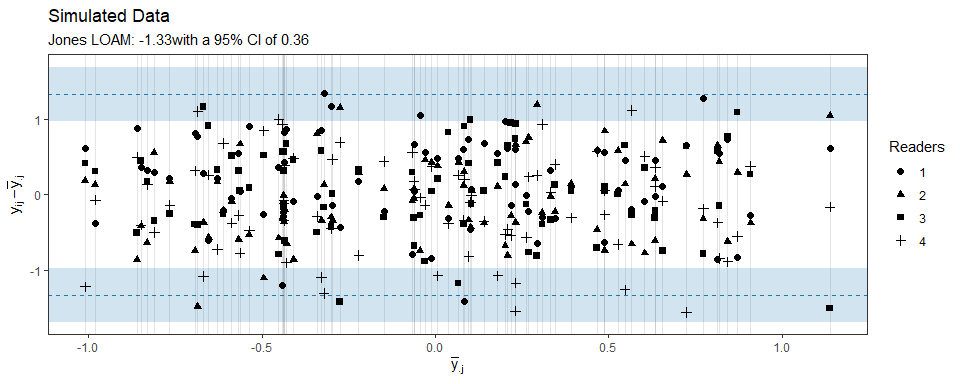 Simulated Data
Jones LOAM: -1.33with a 95% CI of 0.36
1
0
-1
y̅ij − y̅.j
-1.0
-0.5
0.0
0.5
1.0
y̅.j
Readers
1
2
3
4